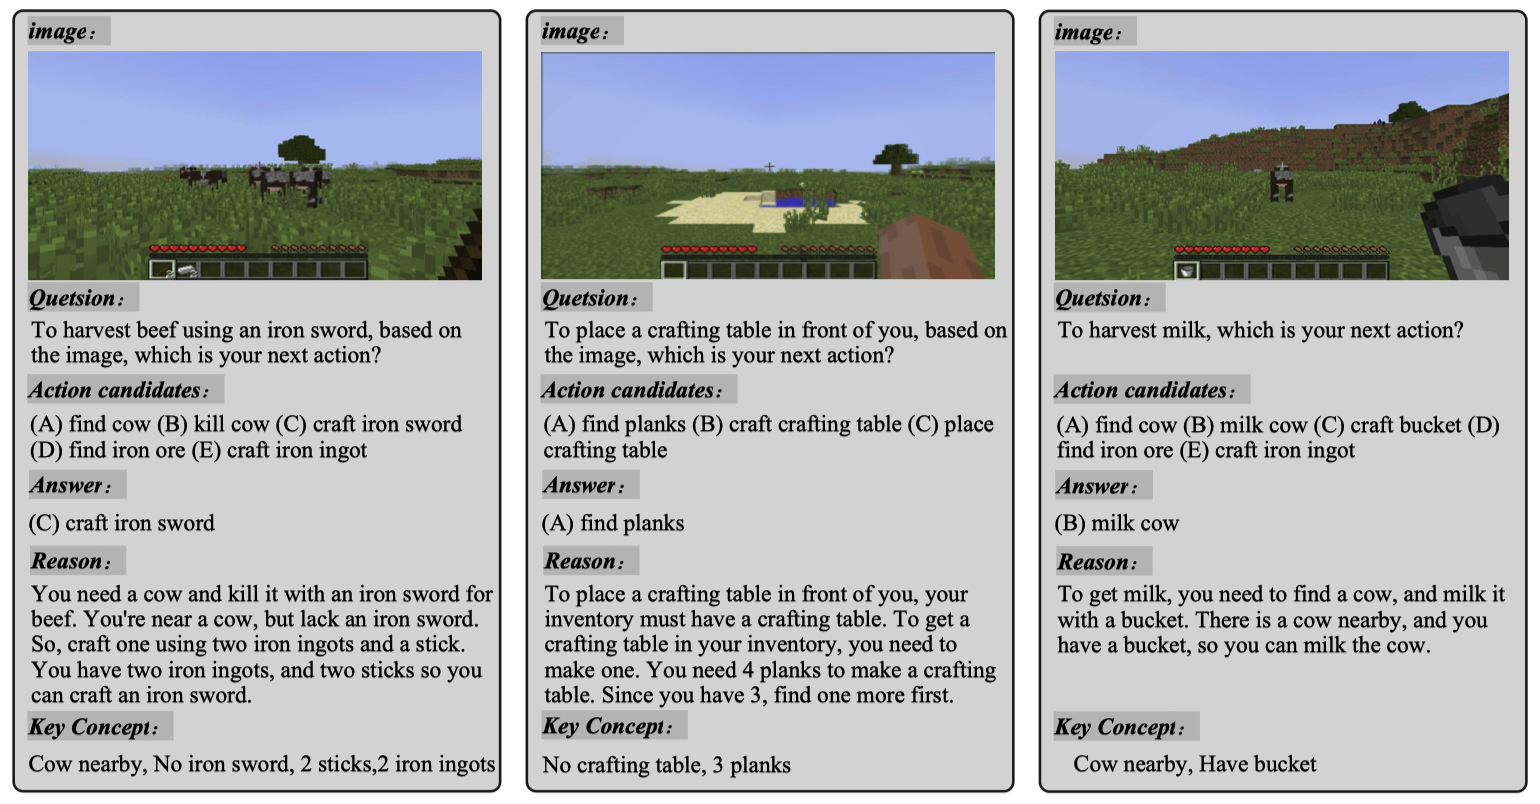 image：
Quetsion：
To harvest beef using an iron sword, based on
the image, which is your next action?
Action candidates：
(A) find cow (B) kill cow (C) craft iron sword
(D) find iron ore (E) craft iron ingot
Answer：
(C) craft iron sword
Reason：
You need a cow and kill it with an iron sword for
beef. You're near a cow, but lack an iron sword.
So, craft one using two iron ingots and a stick.
You have two iron ingots, and two sticks so you
can craft an iron sword.
Key Concept：
Cow nearby, No iron sword, 2 sticks,2 iron ingots
image：
Quetsion：
To place a crafting table in front of you, based on
the image, which is your next action?
Action candidates：
(A) find planks (B) craft crafting table (C) place
crafting table
Answer：
(A) find planks
Reason：
To place a crafting table in front of you, your
inventory must have a crafting table. To get a
crafting table in your inventory, you need to
make one. You need 4 planks to make a crafting
table. Since you have 3, find one more first.
Key Concept：
No crafting table, 3 planks
image：
Quetsion：
To harvest milk, which is your next action?
Action candidates：
(A) find cow (B) milk cow (C) craft bucket (D)
find iron ore (E) craft iron ingot
Answer：
(B) milk cow
Reason：
To get milk, you need to find a cow, and milk it
with a bucket. There is a cow nearby, and you
have a bucket, so you can milk the cow.
Key Concept：
Cow nearby, Have bucket